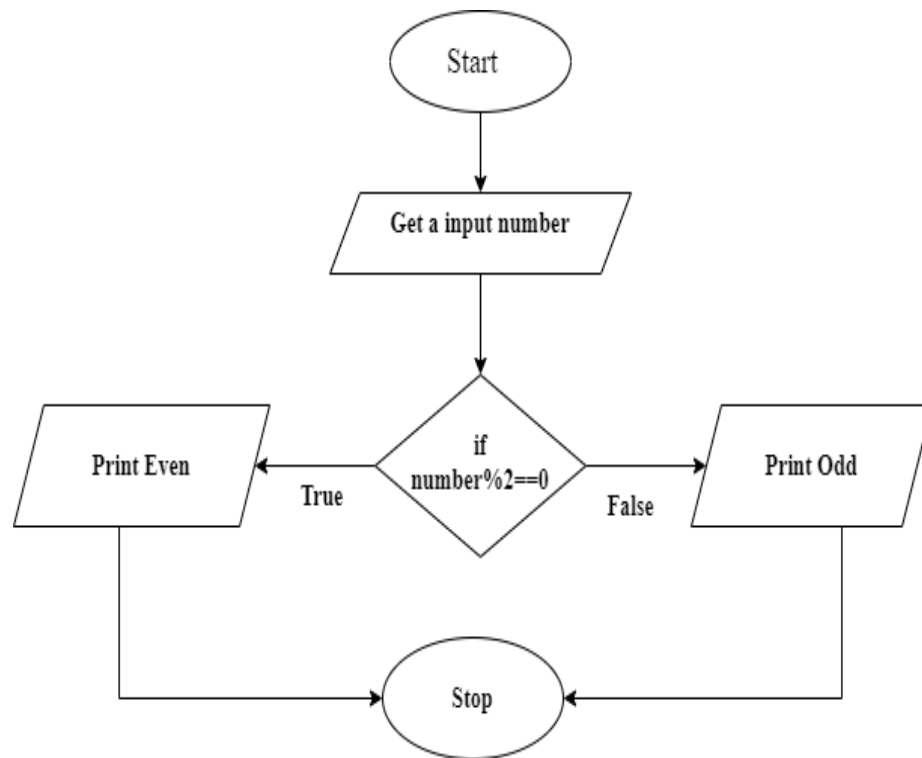 Start
Get a input number
if
number%2==0
Print Even
True
False
Print Odd
Stop